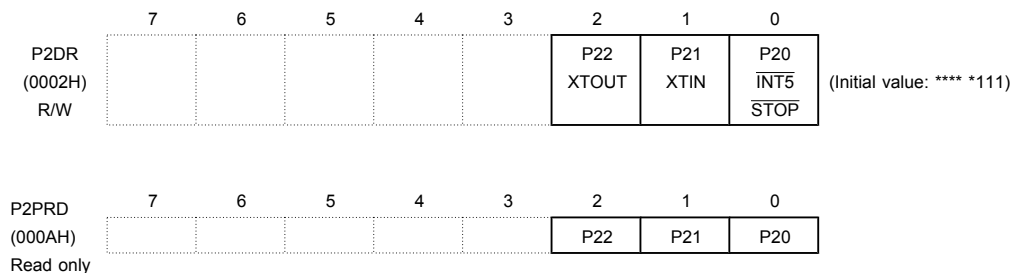 7 6 5 4 3 2 1 0
P2DR (0002H) R/W
P22 XTOUT
P21 XTIN
P20 INT5 STOP
(Initial value: **** *111)
P2PRD (000AH) Read only
7 6 5 4 3 2 1 0
P22 P21 P20